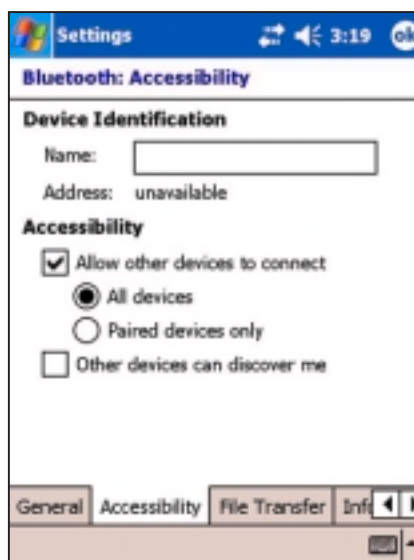 Settings 3:19 ok
Bluetooth: Accessibility
Device Identification
Name:
Address: unavailable
Accessibility
Allow other devices to connect
All devices
Paired devices only
Other devices can discover me
General Accessibility File Transfer